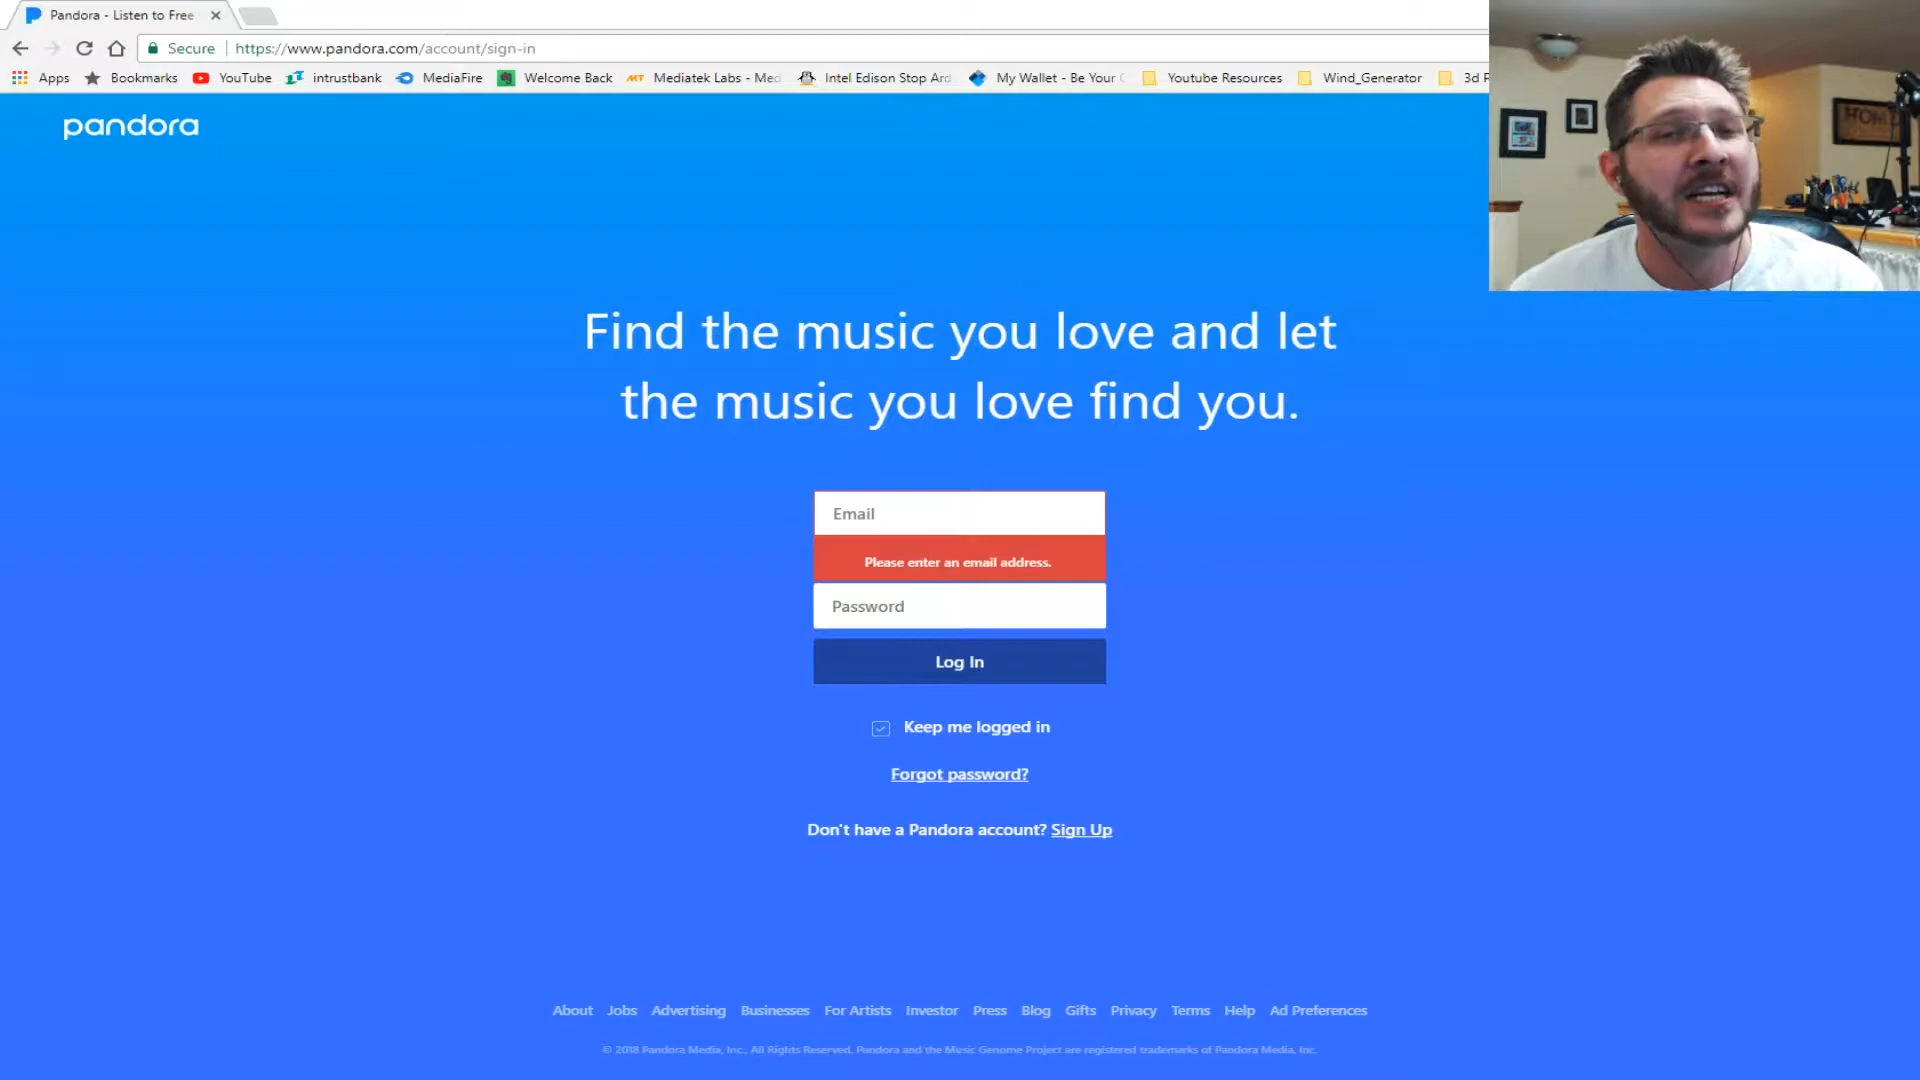 Pandora - Listen to Free
Secure | https://www.pandora.com/account/sign-in
Apps Bookmarks YouTube intrustbank MediaFire Welcome Back Mediatek Labs - Med Intel Edison Stop Ard My Wallet - Be Your Youtube Resources Wind_Generator 3d P
pandora
HOME
Find the music you love and let
the music you love find you.
Email
Please enter an email address.
Password
Log In
Keep me logged in
Forgot password?
Don't have a Pandora account? Sign Up
About Jobs Advertising Businesses For Artists Investor Press Blog Gifts Privacy Terms Help Ad Preferences
© 2018 Pandora Media, Inc., All Rights Reserved. Pandora and the Music Genome Project are registered trademarks of Pandora Media, Inc.